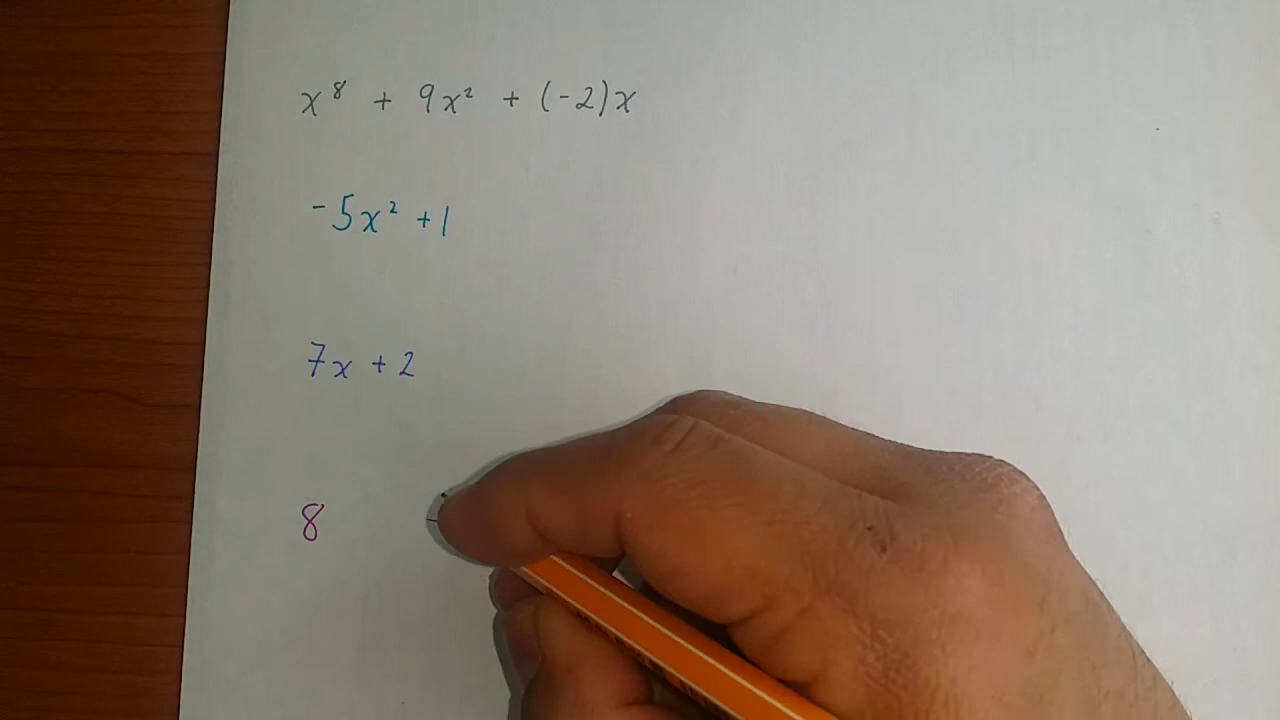 x⁸ + 9x² + (-2)x
-5x² + 1
7x + 2
8